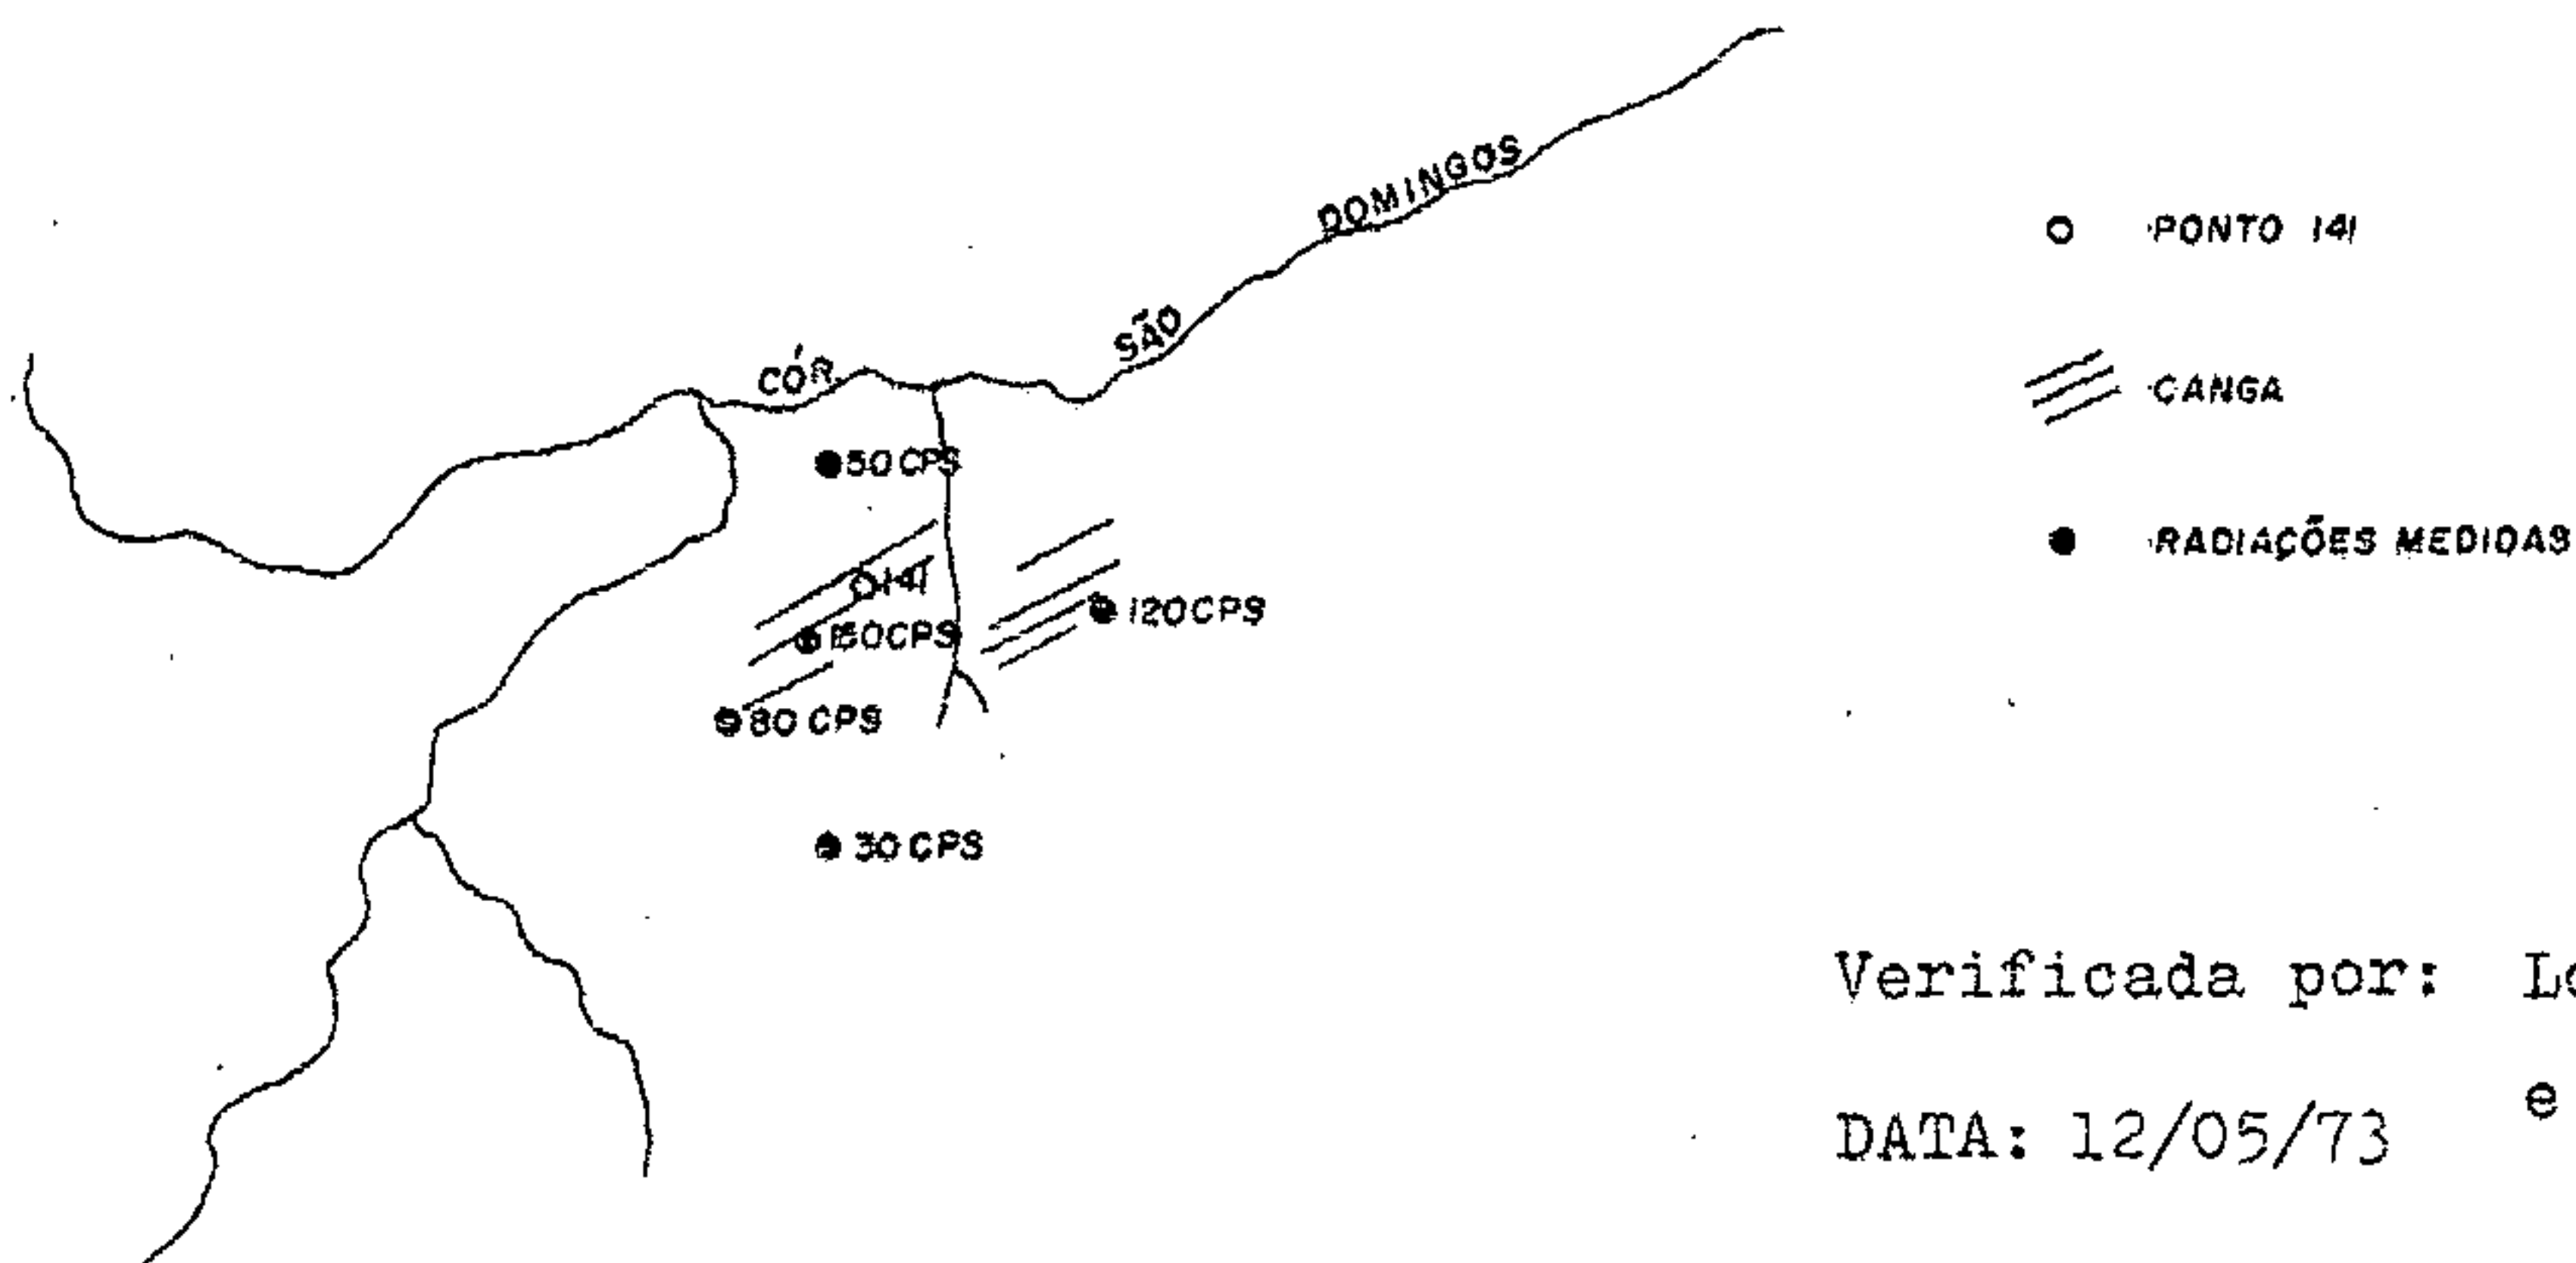 CÓR. SÃO DOMINGOS
50 CPS
141
150 CPS
120 CPS
80 CPS
30 CPS
PONTO 141
CANGA
RADIAÇÕES MEDIDAS
Verificada por:
e
DATA: 12/05/73